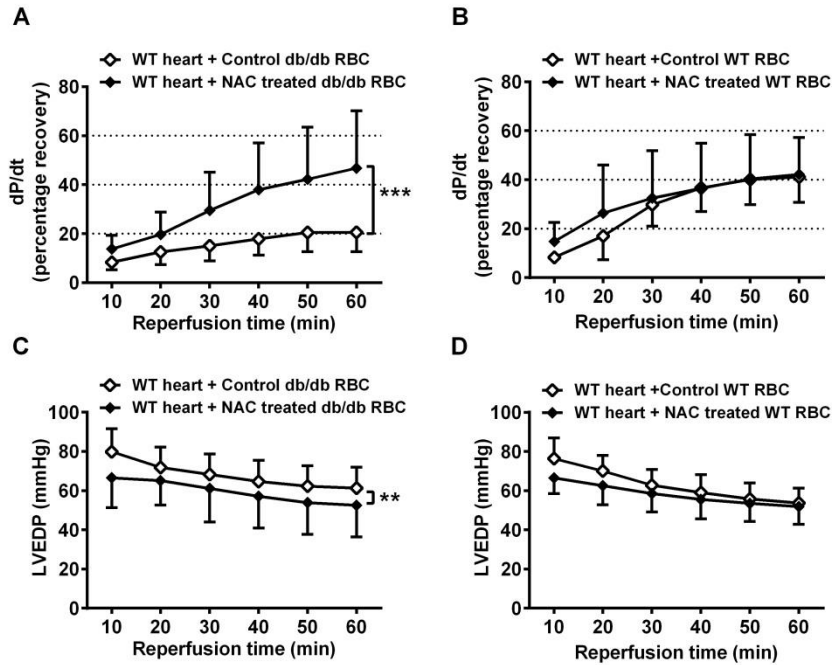 A
WT heart + Control db/db RBC
WT heart + NAC treated db/db RBC
dP/dt
(percentage recovery)
80
60
40
20
0
10 20 30 40 50 60
Reperfusion time (min)
***
B
WT heart +Control WT RBC
WT heart + NAC treated WT RBC
dP/dt
(percentage recovery)
80
60
40
20
0
10 20 30 40 50 60
Reperfusion time (min)
C
WT heart + Control db/db RBC
WT heart + NAC treated db/db RBC
LVEDP (mmHg)
100
80
60
40
20
0
10 20 30 40 50 60
Reperfusion time (min)
**
D
WT heart +Control WT RBC
WT heart + NAC treated WT RBC
LVEDP (mmHg)
100
80
60
40
20
0
10 20 30 40 50 60
Reperfusion time (min)